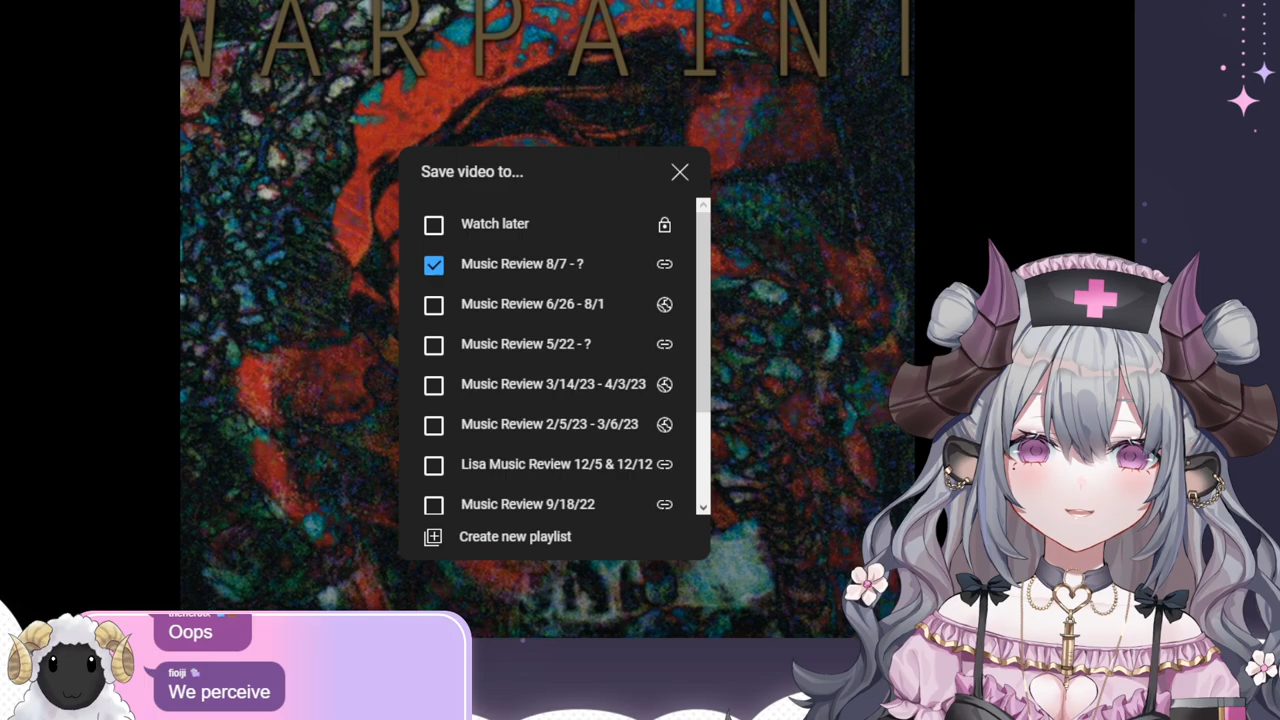 WARPAINT
Save video to...
Watch later
Music Review 8/7 - ?
Music Review 6/26 - 8/1
Music Review 5/22 - ?
Music Review 3/14/23 - 4/3/23
Music Review 2/5/23 - 3/6/23
Lisa Music Review 12/5 & 12/12
Music Review 9/18/22
Create new playlist
Oops
fioiji
We perceive